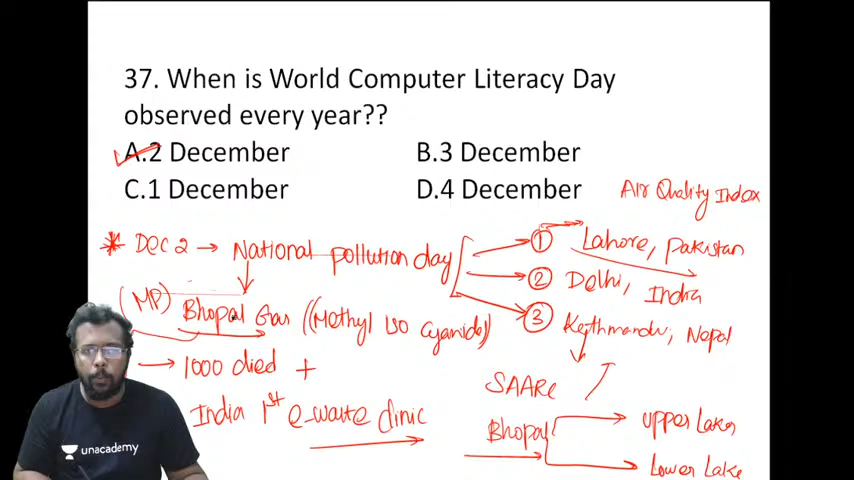 37. When is World Computer Literacy Day
observed every year??
A.2 December
B.3 December
C.1 December
D.4 December
Air Quality Index
* Dec 2 → National pollution day
① Lahore, Pakistan
② Delhi, India
③ Kathmandu, Nepal
(MP) Bhopal Gas ((Methyl iso cyanide)
→ 1000 died +
SAARC
India 1st e-waste clinic
Bhopal
upper Lake
Lower Lake
unacademy